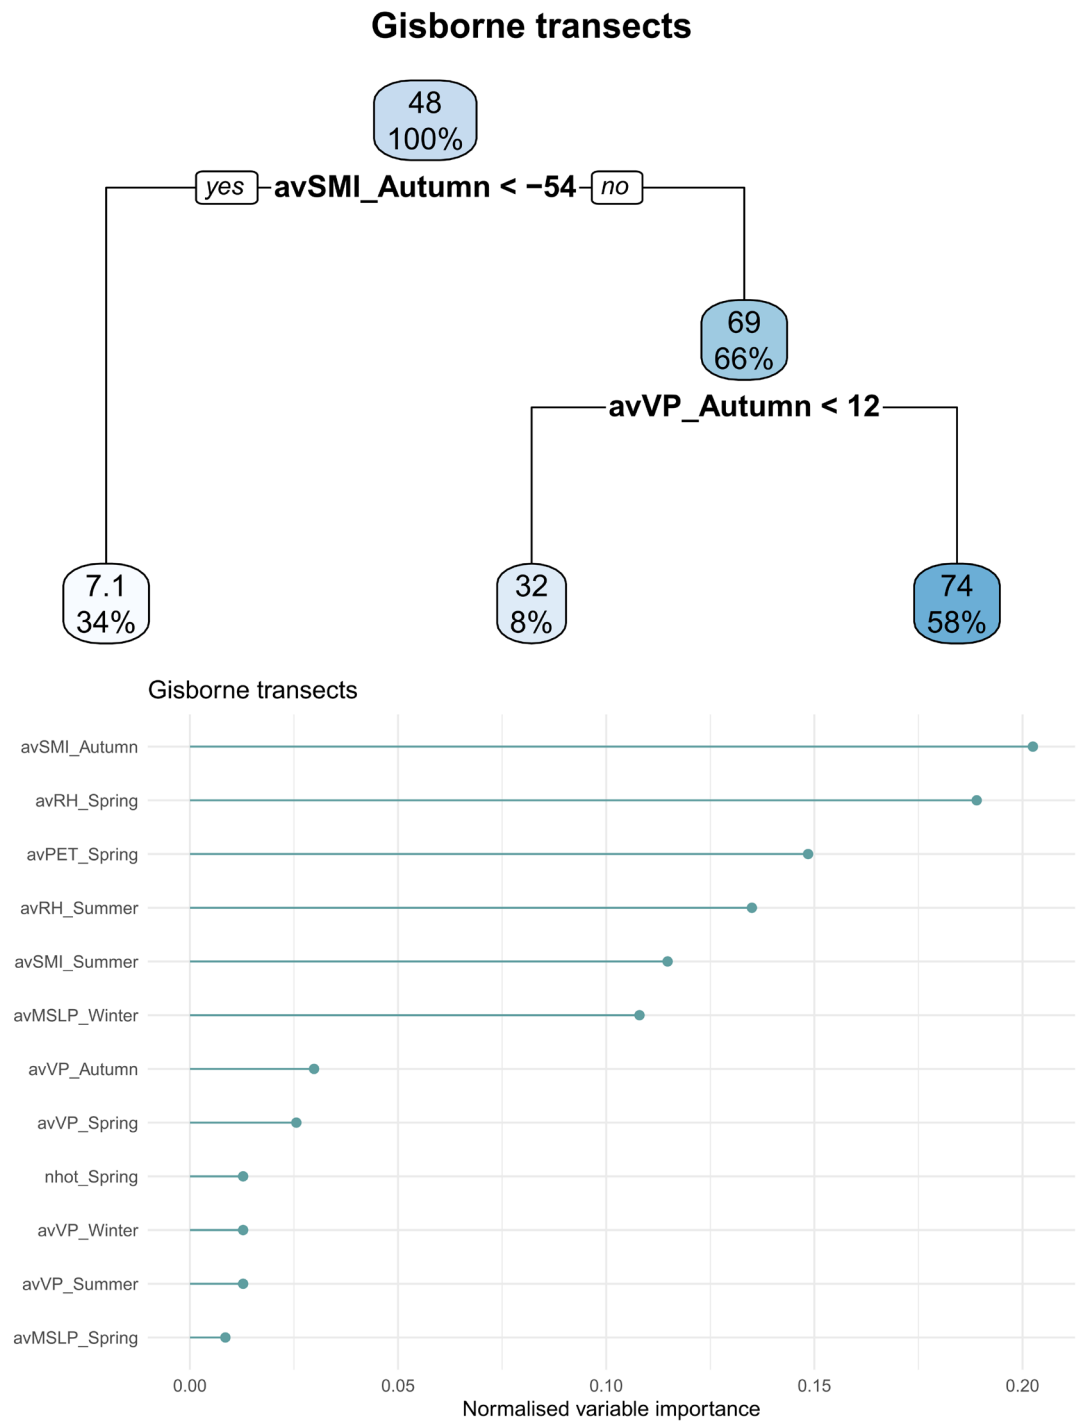 Gisborne transects
48
100%
yes avSMI_Autumn < −54 no
69
66%
avVP_Autumn < 12
7.1
34%
32
8%
74
58%
Gisborne transects
avSMI_Autumn
avRH_Spring
avPET_Spring
avRH_Summer
avSMI_Summer
avMSLP_Winter
avVP_Autumn
avVP_Spring
nhot_Spring
avVP_Winter
avVP_Summer
avMSLP_Spring
0.00 0.05 0.10 0.15 0.20
Normalised variable importance